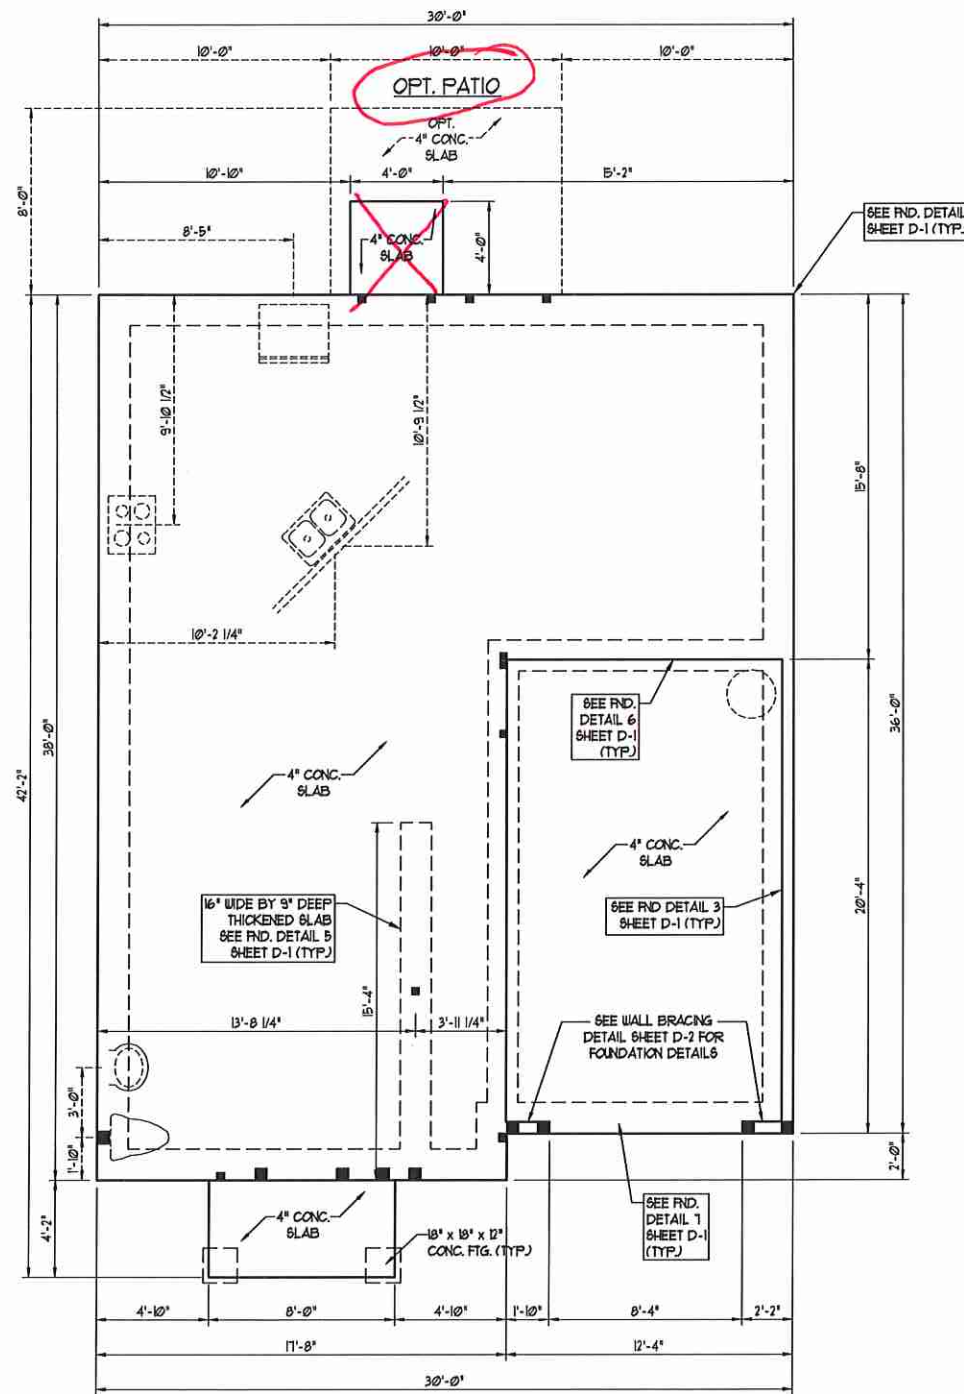 30'-0"
10'-0"
10'-0"
10'-0"
OPT. PATIO
OPT.
4" CONC.
SLAB
8'-0"
10'-10"
4'-0"
15'-2"
SEE FND. DETAIL
SHEET D-1 (TYP.
8'-5"
4" CONC.
SLAB
4'-0"
9'-10 1/2"
10'-9 1/2"
15'-8"
10'-2 1/4"
SEE FND.
DETAIL 6
SHEET D-1
(TYP.)
36'-0"
38'-0"
42'-2"
4" CONC.
SLAB
4" CONC.
SLAB
16" WIDE BY 9" DEEP
THICKENED SLAB
SEE FND. DETAIL 5
SHEET D-1 (TYP.)
SEE FND DETAIL 3
SHEET D-1 (TYP.)
20'-4"
15'-4"
13'-8 1/4"
3'-11 1/4"
SEE WALL BRACING
DETAIL SHEET D-2 FOR
FOUNDATION DETAILS
3'-0"
1'-10"
2'-0"
4'-2"
4" CONC.
SLAB
18" x 18" x 12"
CONC. FTG. (TYP.)
SEE FND.
DETAIL 7
SHEET D-1
(TYP.)
4'-10"
8'-0"
4'-10"
1'-10"
8'-4"
2'-2"
17'-8"
12'-4"
30'-0"